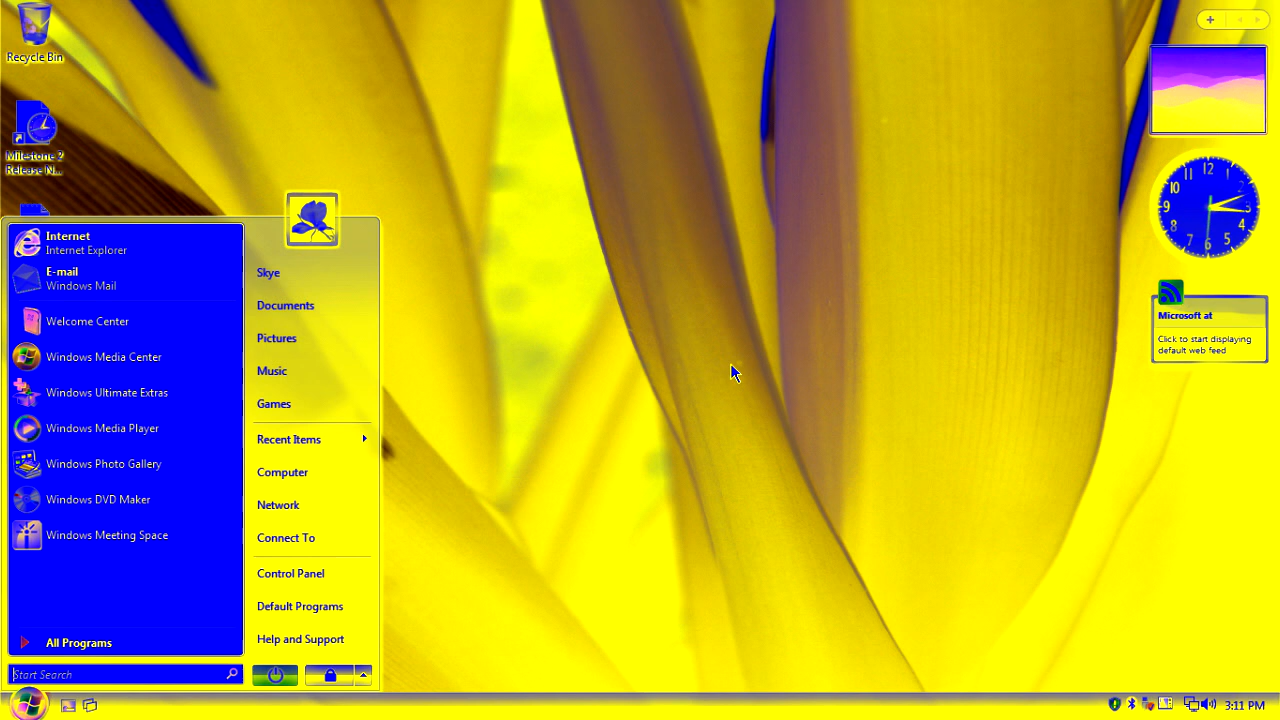 Recycle Bin
Milestone 2
Release N...
Internet
Internet Explorer
E-mail
Windows Mail
Welcome Center
Windows Media Center
Windows Ultimate Extras
Windows Media Player
Windows Photo Gallery
Windows DVD Maker
Windows Meeting Space
All Programs
Start Search
Skye
Documents
Pictures
Music
Games
Recent Items
Computer
Network
Connect To
Control Panel
Default Programs
Help and Support
12
1
2
3
4
5
6
7
8
9
10
11
Microsoft at
Click to start displaying
default web feed
3:11 PM